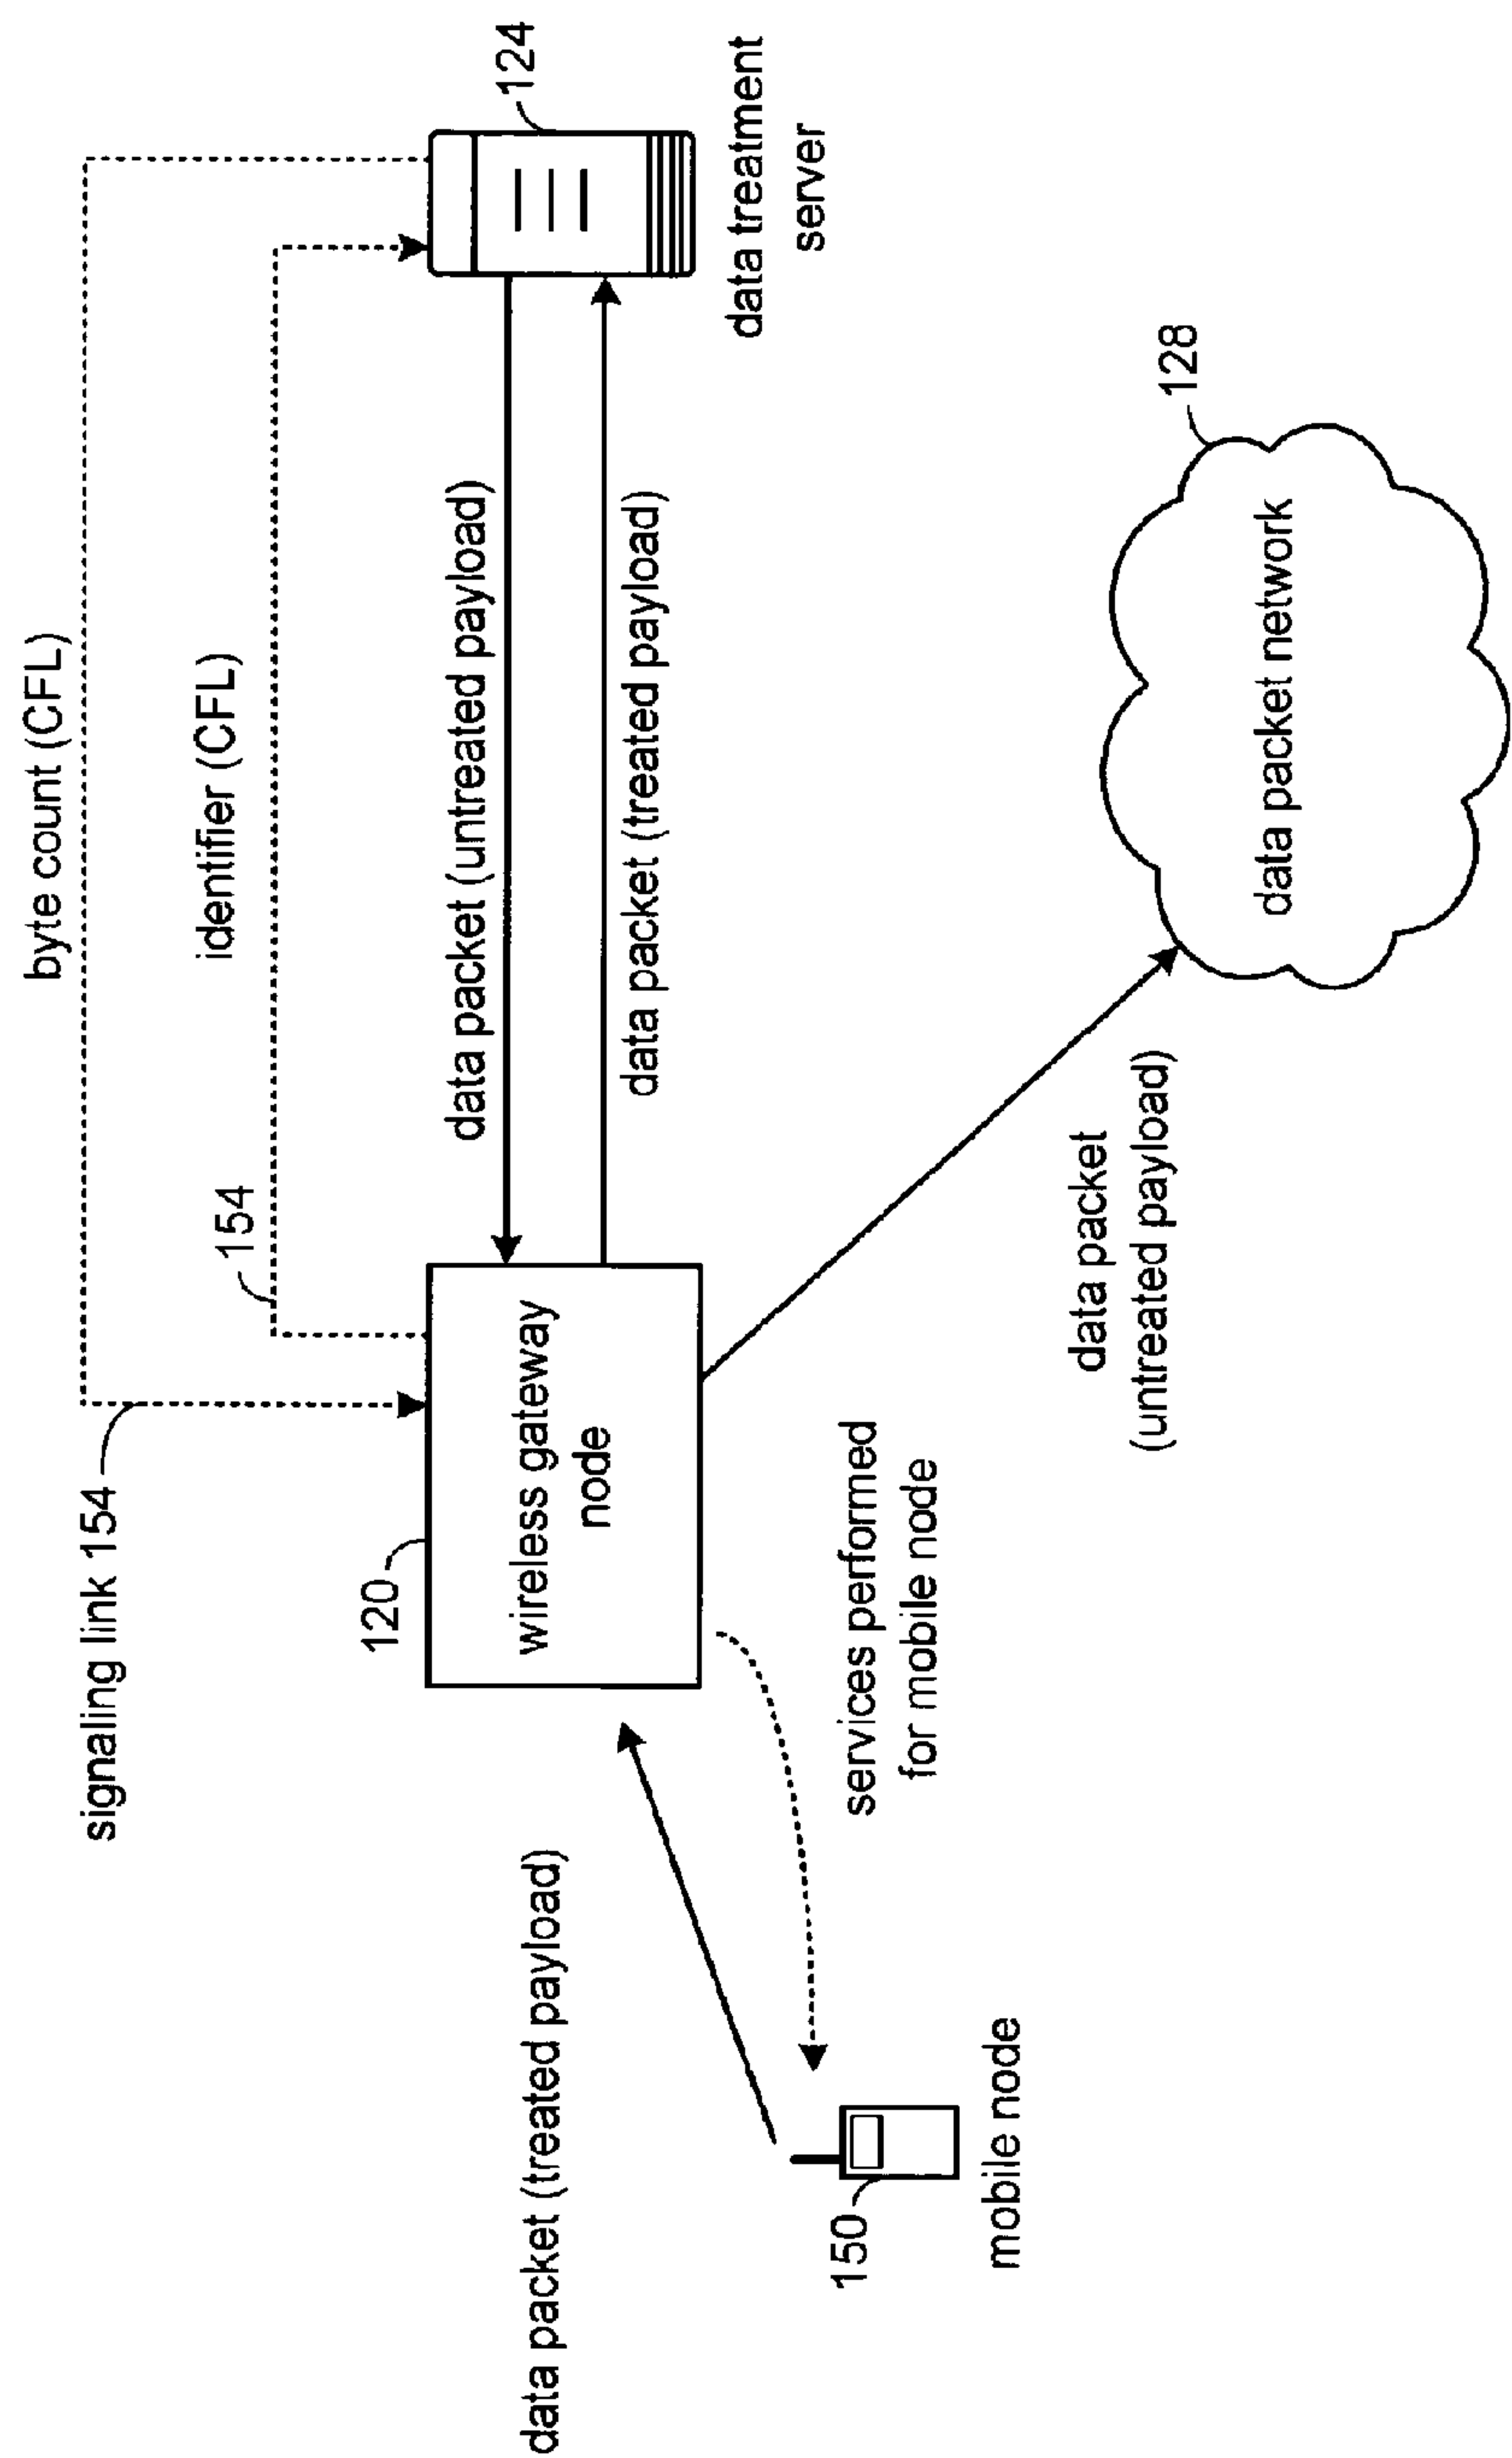 byte count (CFL)
signaling link 154
identifier (CFL)
154
124
120
data packet (untreated payload)
wireless gateway
node
data packet (treated payload)
data packet (treated payload)
data treatment
server
services performed
for mobile node
150
mobile node
data packet
(untreated payload)
128
data packet network